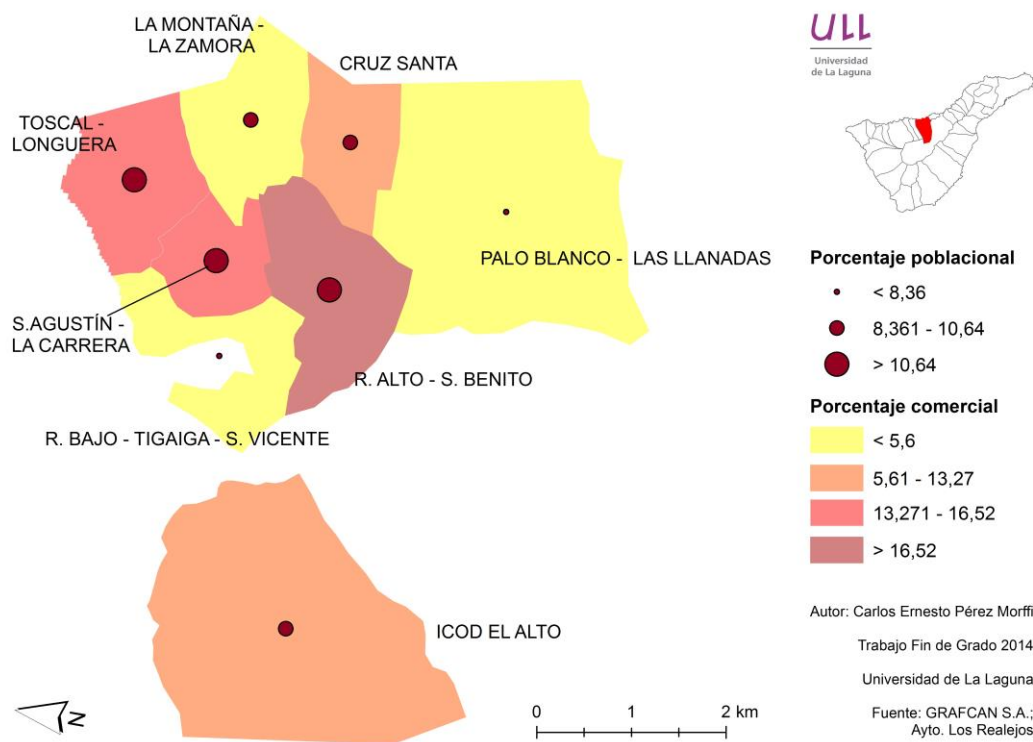 LA MONTAÑA -
LA ZAMORA
CRUZ SANTA
TOSCAL -
LONGUERA
PALO BLANCO - LAS LLANADAS
S.AGUSTÍN -
LA CARRERA
R. ALTO - S. BENITO
R. BAJO - TIGAIGA - S. VICENTE
ICOD EL ALTO
N
0 1 2 km
ULL
Universidad
de La Laguna
Porcentaje poblacional
< 8,36
8,361 - 10,64
> 10,64
Porcentaje comercial
< 5,6
5,61 - 13,27
13,271 - 16,52
> 16,52
Autor: Carlos Ernesto Pérez Morffi
Trabajo Fin de Grado 2014
Universidad de La Laguna
Fuente: GRAFCAN S.A.;
Ayto. Los Realejos